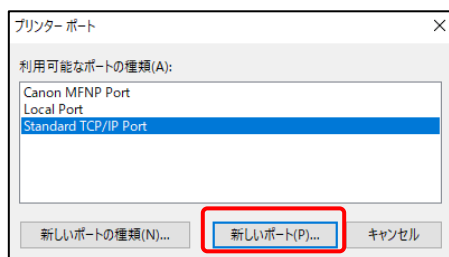 プリンター ポート
利用可能なポートの種類(A):
Canon MFNP Port
Local Port
Standard TCP/IP Port
新しいポートの種類(N)... 新しいポート(P)... キャンセル